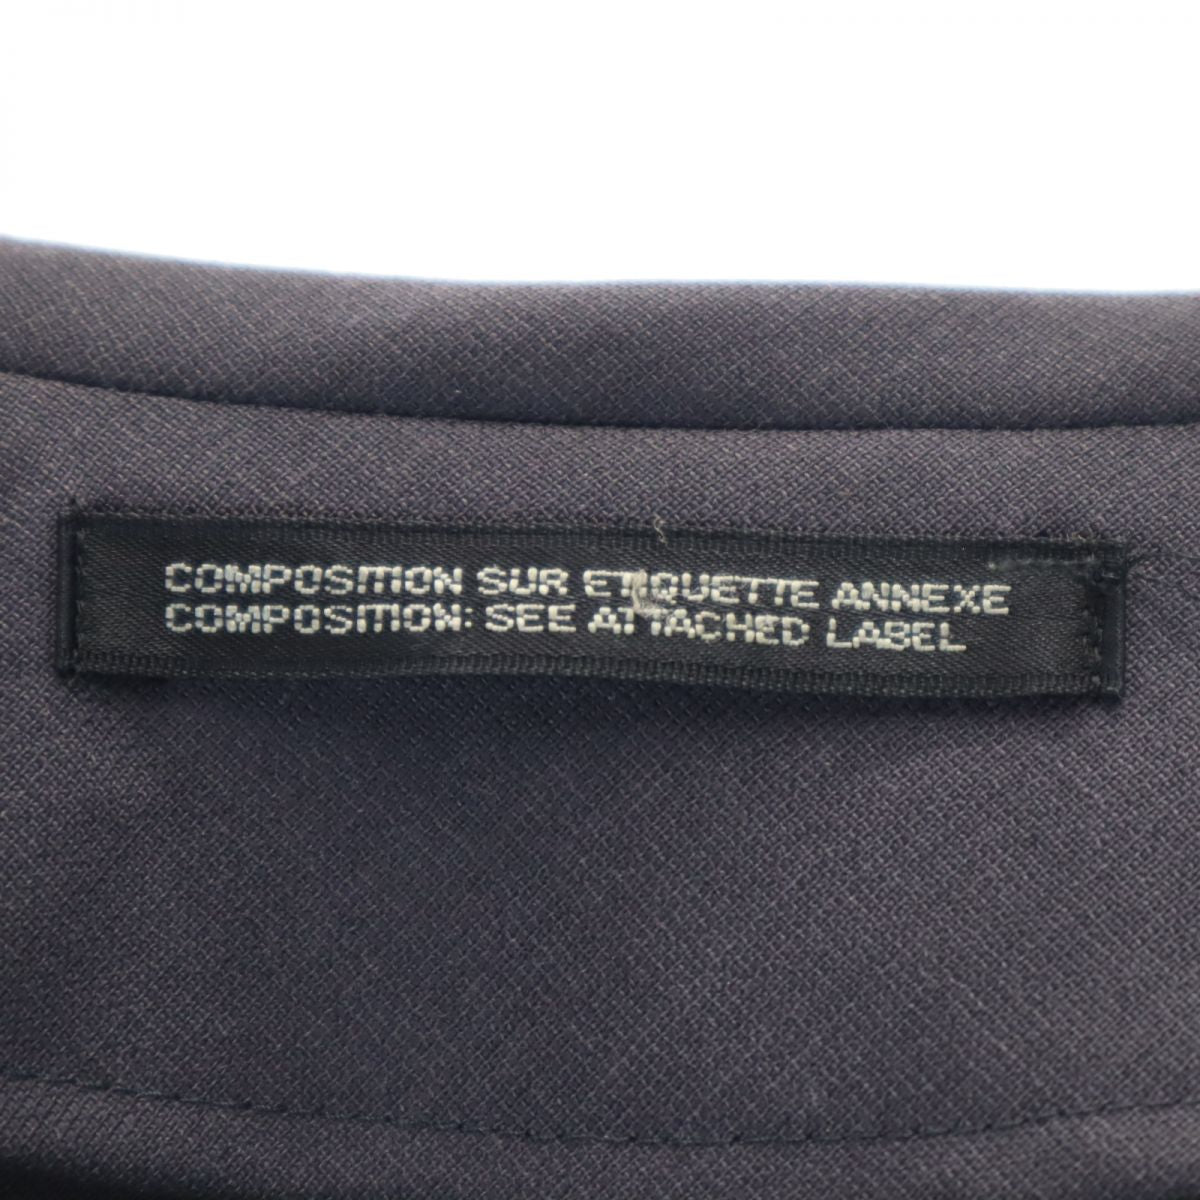 COMPOSITION SUR ETIQUETTE ANNEXE
COMPOSITION: SEE ATTACHED LABEL